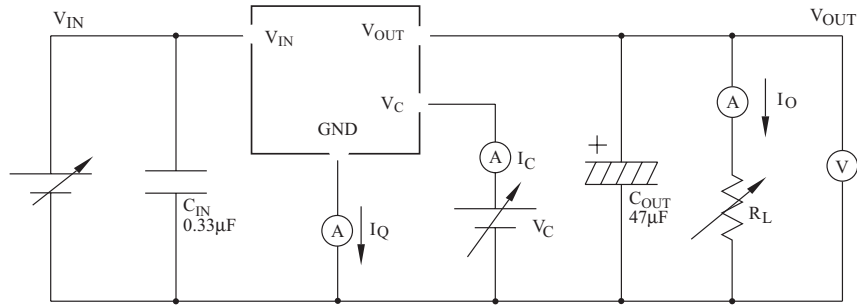 VIN
VOUT
VIN
VOUT
VC
GND
A
IO
A
IC
V
CIN
0.33µF
A
IQ
VC
+
COUT
47µF
RL